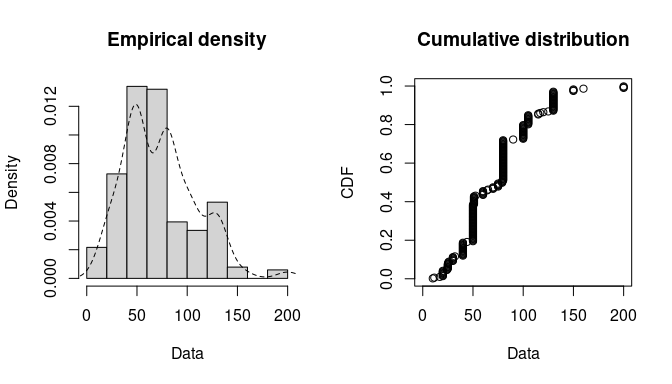 Empirical density
Density
0.000 0.004 0.008 0.012
0 50 100 150 200
Data
Cumulative distribution
CDF
0.0 0.2 0.4 0.6 0.8 1.0
0 50 100 150 200
Data